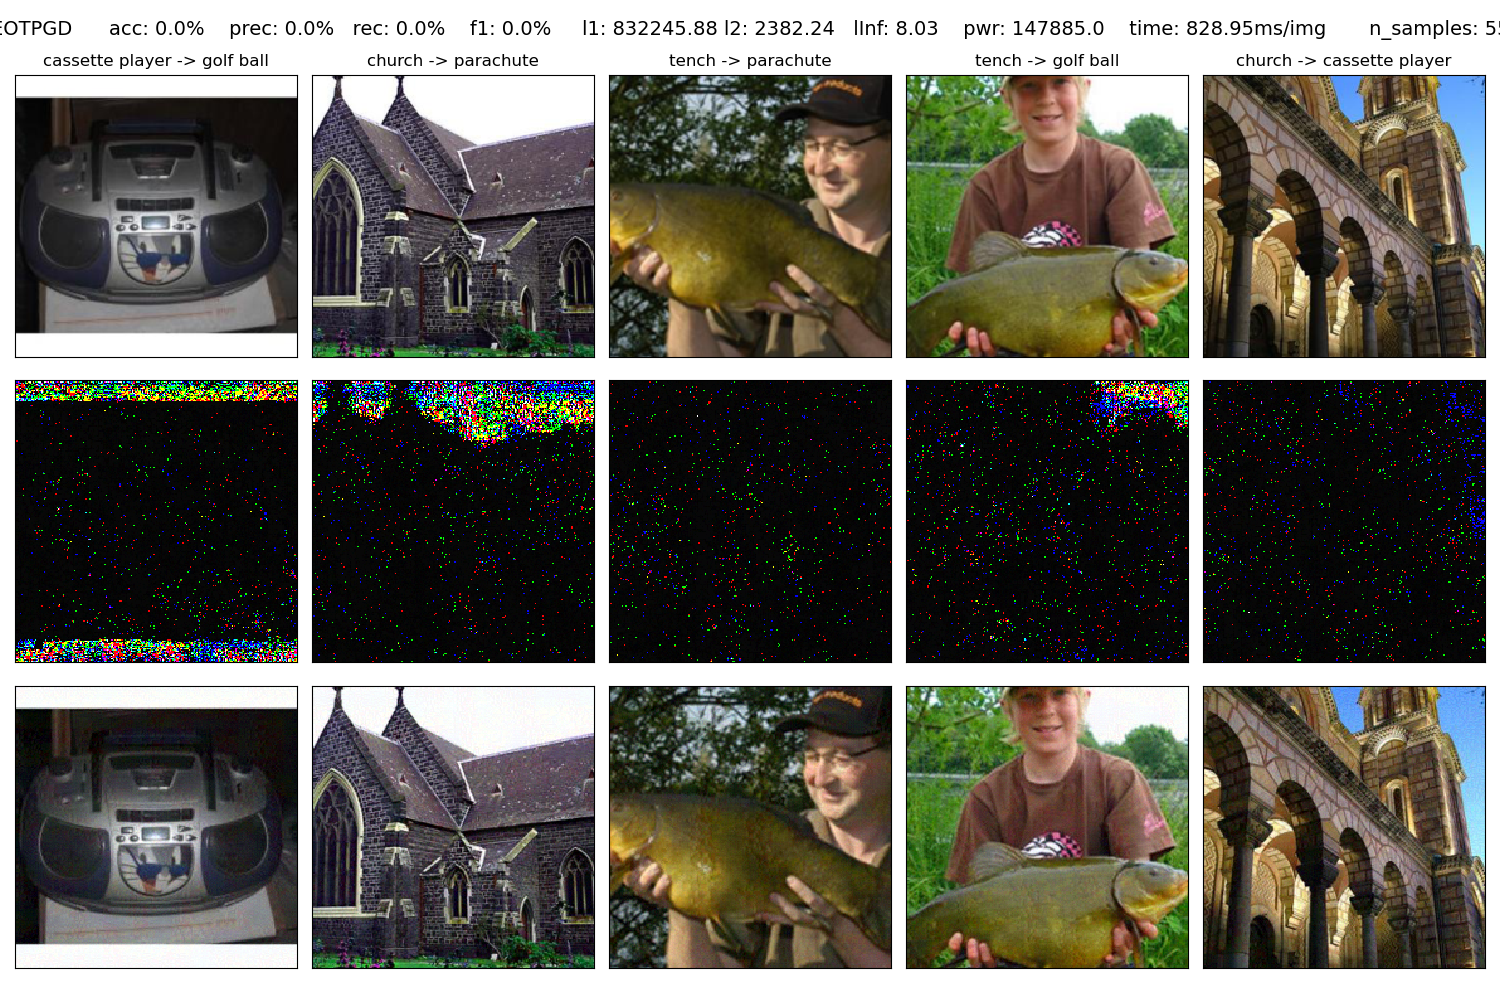 EOTPGD acc: 0.0% prec: 0.0% rec: 0.0% f1: 0.0% l1: 832245.88 l2: 2382.24 lInf: 8.03 pwr: 147885.0 time: 828.95ms/img n_samples: 55
cassette player -> golf ball church -> parachute tench -> parachute tench -> golf ball church -> cassette player